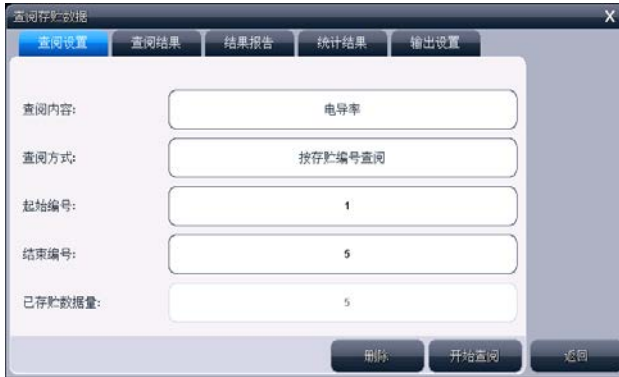 查阅存贮数据 X
查阅设置 查阅结果 结果报告 统计结果 输出设置
查阅内容: 电导率
查阅方式: 按存贮编号查阅
起始编号: 1
结束编号: 5
已存贮数据量: 5
删除 开始查阅 返回